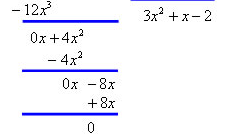 − 12x³
3x² + x − 2
0x + 4x²
− 4x²
0x − 8x
+ 8x
0